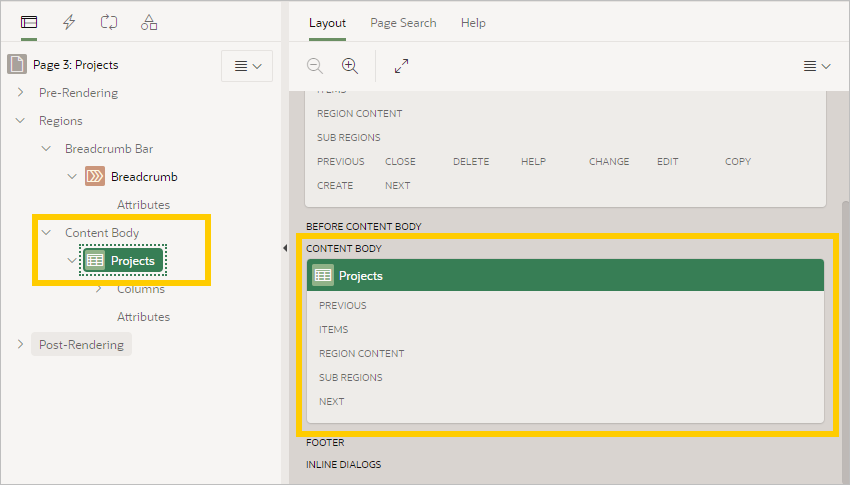 Page 3: Projects
Pre-Rendering
Regions
Breadcrumb Bar
Breadcrumb
Attributes
Content Body
Projects
Columns
Attributes
Post-Rendering
Layout Page Search Help
ITEMS
REGION CONTENT
SUB REGIONS
PREVIOUS CLOSE DELETE HELP CHANGE EDIT COPY
CREATE NEXT
BEFORE CONTENT BODY
CONTENT BODY
Projects
PREVIOUS
ITEMS
REGION CONTENT
SUB REGIONS
NEXT
FOOTER
INLINE DIALOGS